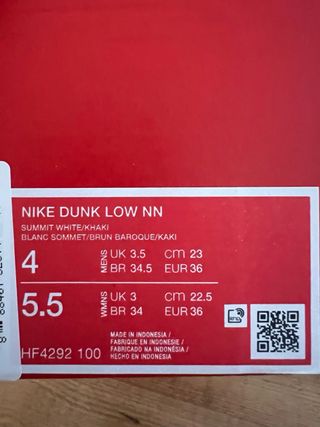 NIKE DUNK LOW NN
SUMMIT WHITE/KHAKI
BLANC SOMMET/BRUN BAROQUE/KAKI
4 MENS UK 3.5 cm 23
BR 34.5 EUR 36
5.5 WMNS UK 3 cm 22.5
BR 34 EUR 36
HF4292 100
MADE IN INDONESIA /
FABRIQUE EN INDONESIE /
FABRICADO NA INDONÉSIA /
HECHO EN INDONESIA